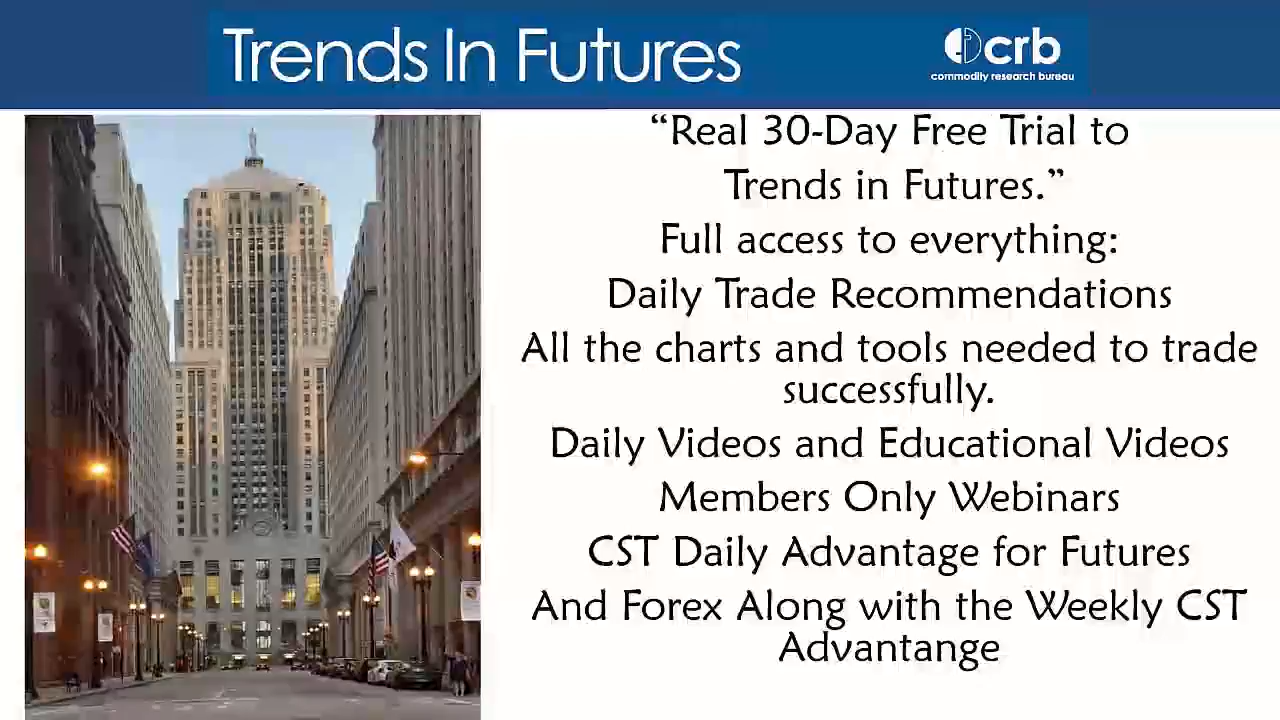 Trends In Futures
crb
commodity research bureau
“Real 30-Day Free Trial to
Trends in Futures.”
Full access to everything:
Daily Trade Recommendations
All the charts and tools needed to trade
successfully.
Daily Videos and Educational Videos
Members Only Webinars
CST Daily Advantage for Futures
And Forex Along with the Weekly CST
Advantange